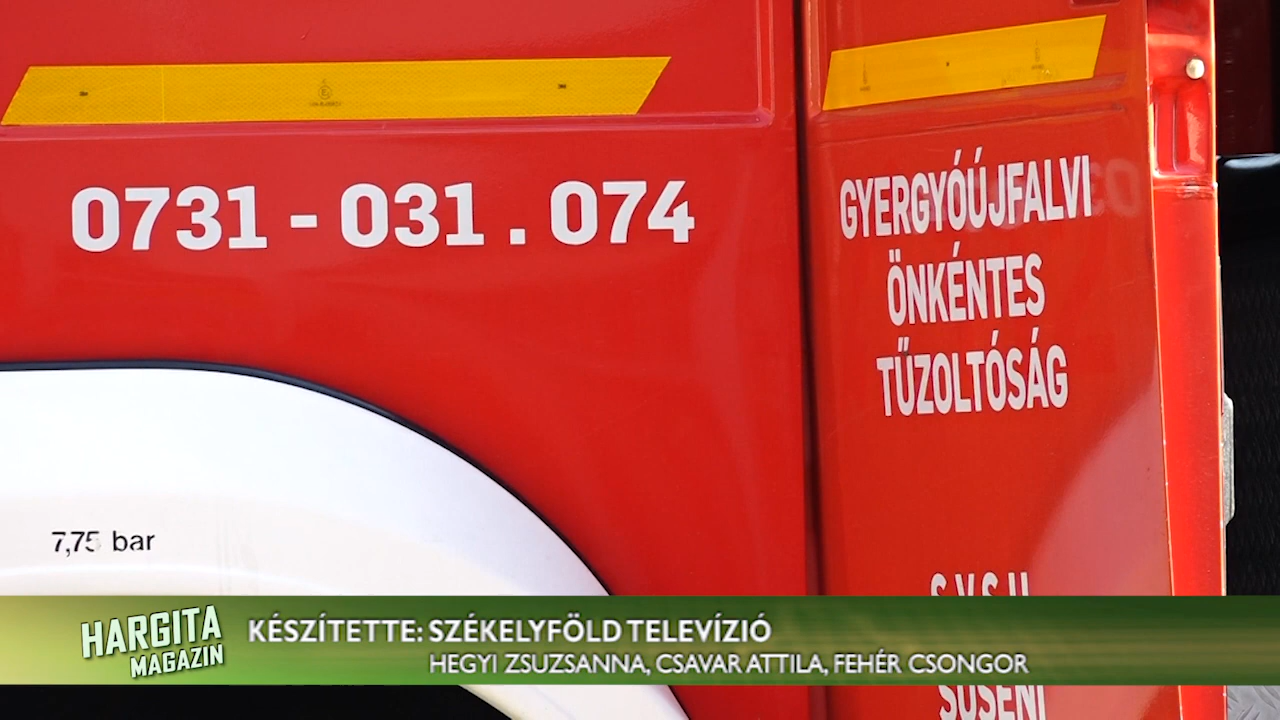 0731 - 031 . 074
GYERGYÓÚJFALVI
ÖNKÉNTES
TŰZOLTÓSÁG
7,75 bar
S.V.S.U.
HARGITA
MAGAZIN
KÉSZÍTETTE: SZÉKELYFÖLD TELEVÍZIÓ
HEGYI ZSUZSANNA, CSAVAR ATTILA, FEHÉR CSONGOR
SUSENI